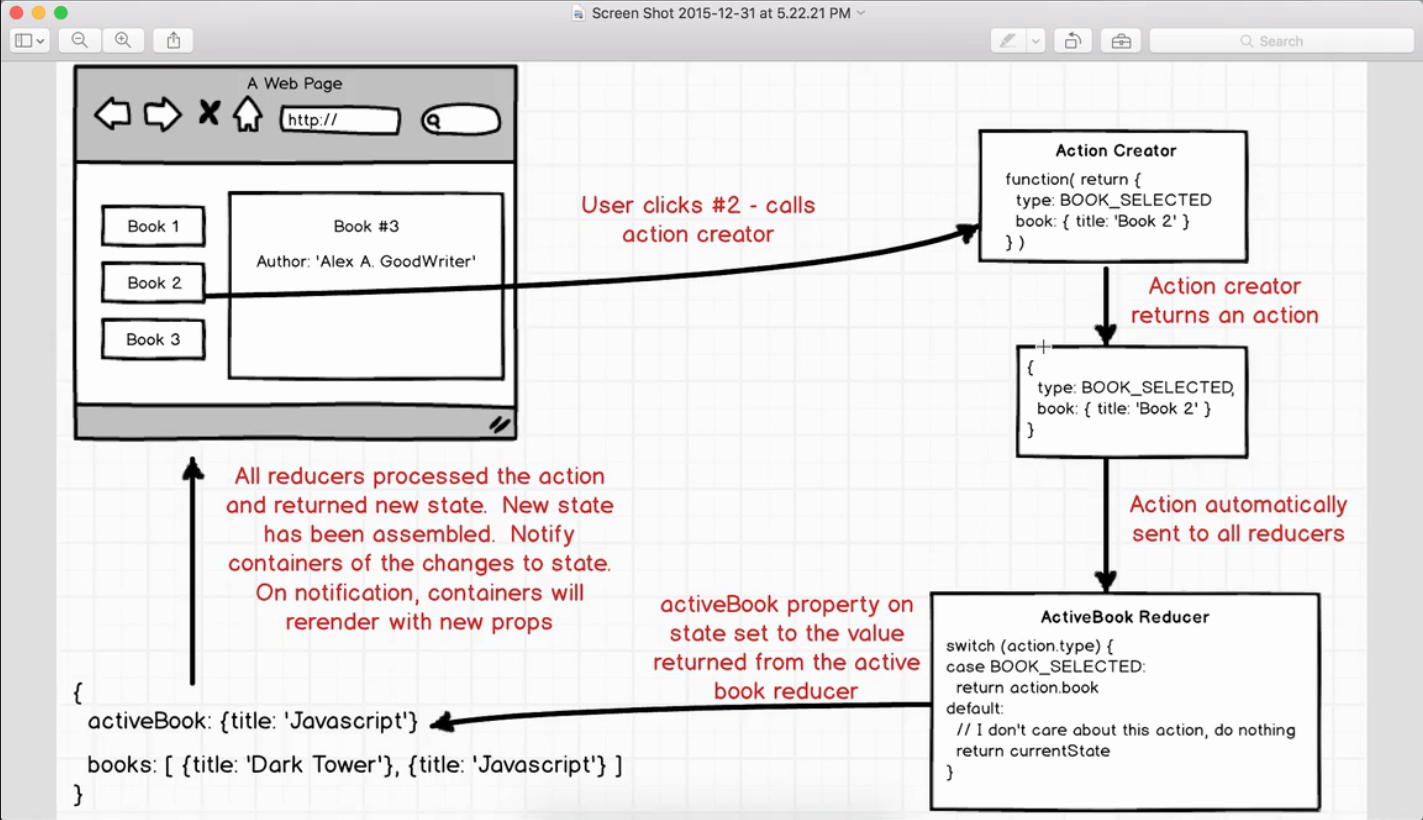 Screen Shot 2015-12-31 at 5.22.21 PM
Search
A Web Page
http://
Book 1
Book 2
Book 3
Book #3
Author: 'Alex A. GoodWriter'
User clicks #2 - calls
action creator
Action Creator
function( return {
type: BOOK_SELECTED
book: { title: 'Book 2' }
} )
Action creator
returns an action
{
type: BOOK_SELECTED,
book: { title: 'Book 2' }
}
Action automatically
sent to all reducers
ActiveBook Reducer
switch (action.type) {
case BOOK_SELECTED:
return action.book
default:
// I don't care about this action, do nothing
return currentState
}
activeBook property on
state set to the value
returned from the active
book reducer
All reducers processed the action
and returned new state. New state
has been assembled. Notify
containers of the changes to state.
On notification, containers will
rerender with new props
{
activeBook: {title: 'Javascript'}
books: [ {title: 'Dark Tower'}, {title: 'Javascript'} ]
}